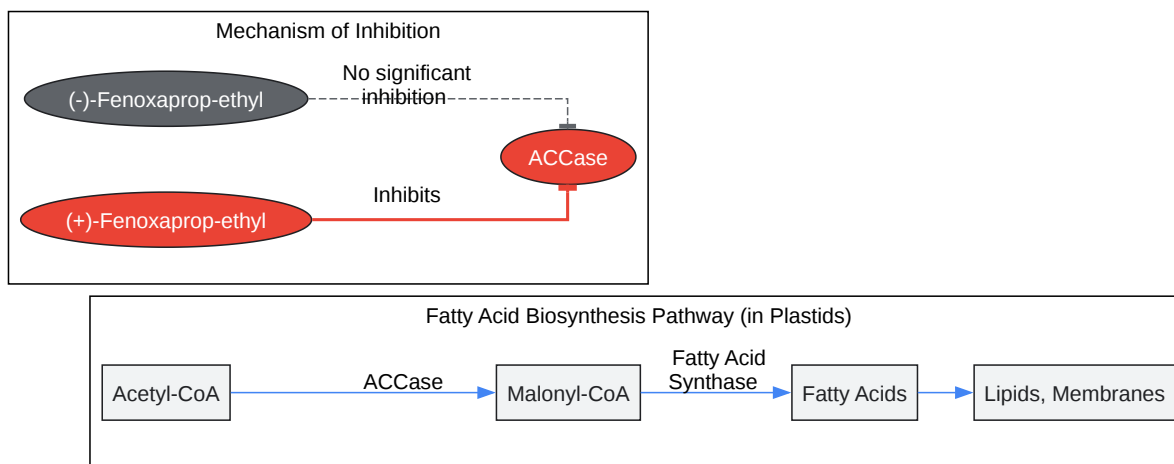 Mechanism of Inhibition
No significant
inhibition
(-)-Fenoxaprop-ethyl
ACCase
Inhibits
(+)-Fenoxaprop-ethyl
Fatty Acid Biosynthesis Pathway (in Plastids)
Acetyl-CoA
ACCase
Malonyl-CoA
Fatty Acid
Synthase
Fatty Acids
Lipids, Membranes